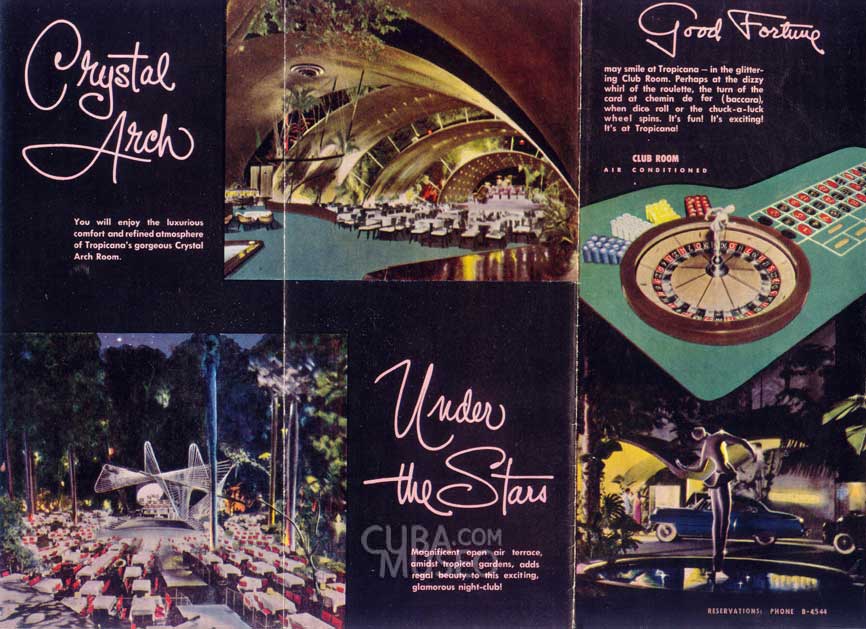 Crystal
Arch
You will enjoy the luxurious
comfort and refined atmosphere
of Tropicana's gorgeous Crystal
Arch Room.
Good Fortune
may smile at Tropicana — in the glitter-
ing Club Room. Perhaps at the dizzy
whirl of the roulette, the turn of the
card at chemin de fer (baccara),
when dice roll or the chuck-a-luck
wheel spins. It's fun! It's exciting!
It's at Tropicana!
CLUB ROOM
AIR CONDITIONED
Under
the Stars
Magnificent open air terrace,
amidst tropical gardens, adds
regal beauty to this exciting,
glamorous night-club!
CUBA.COM
RESERVATIONS: PHONE B-4544